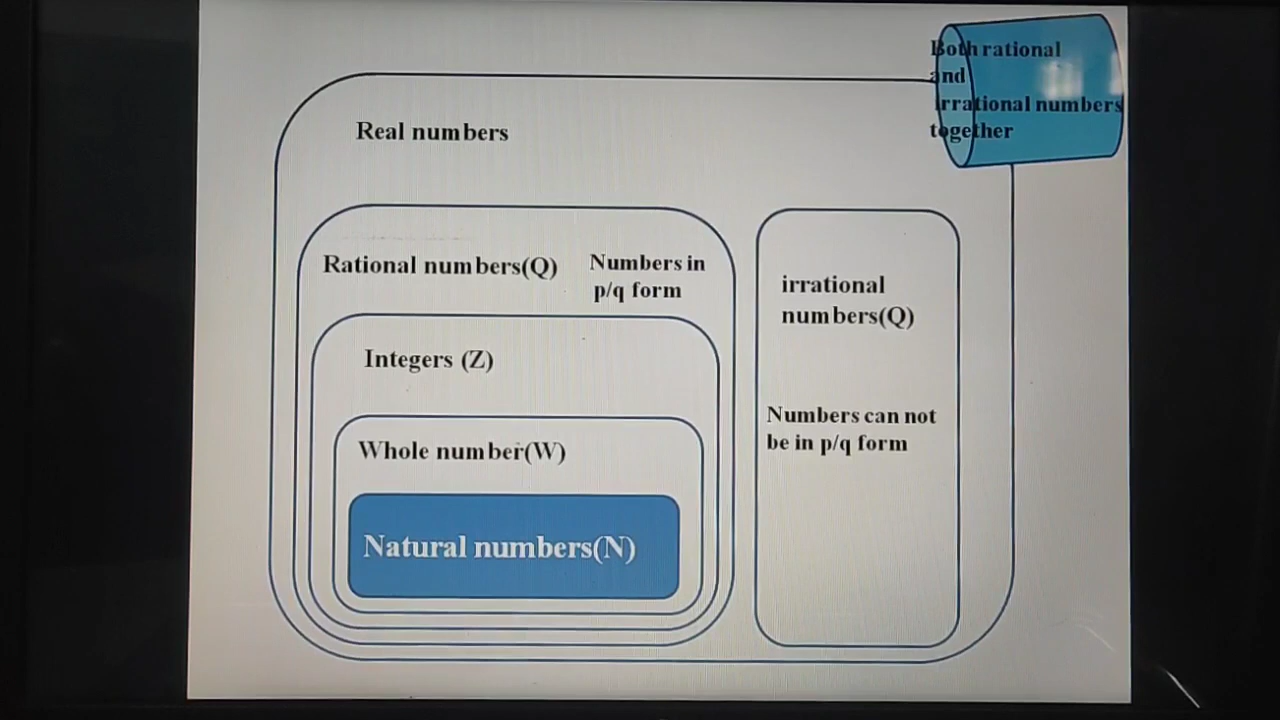 Both rational
and
irrational numbers
together
Real numbers
Rational numbers(Q)
Numbers in
p/q form
Integers (Z)
Whole number(W)
Natural numbers(N)
irrational
numbers(Q)
Numbers can not
be in p/q form